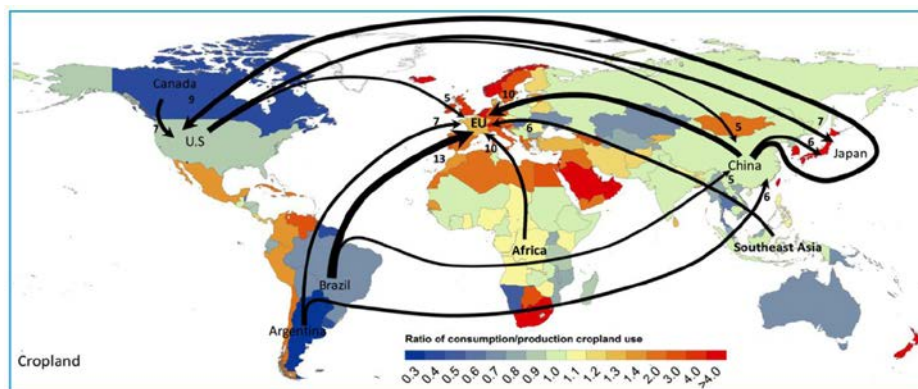 Canada
9
7
U.S
5
10
EU
7
6
13
10
5
7
6
Japan
China
5
6
Africa
Southeast Asia
Brazil
Argentina
Cropland
Ratio of consumption/production cropland use
0.3 0.4 0.5 0.6 0.7 0.8 0.9 1.0 1.1 1.2 1.3 1.4 2.0 3.0 4.0 >4.0